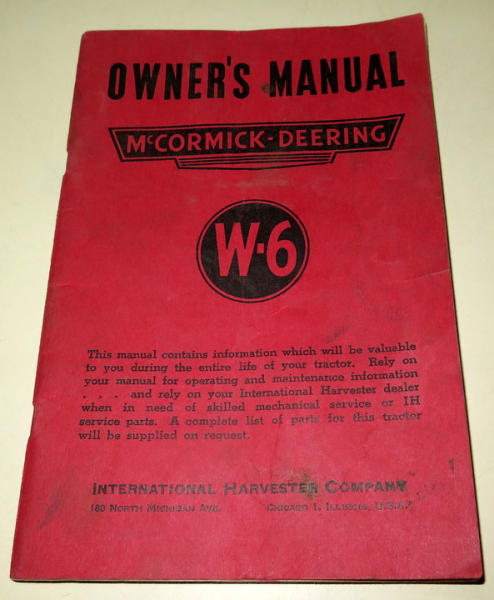 OWNER'S MANUAL
McCORMICK-DEERING
W-6
This manual contains information which will be valuable
to you during the entire life of your tractor. Rely on
your manual for operating and maintenance information
. . . and rely on your International Harvester dealer
when in need of skilled mechanical service or IH
service parts. A complete list of parts for this tractor
will be supplied on request.
INTERNATIONAL HARVESTER COMPANY
180 NORTH MICHIGAN AVE. CHICAGO 1, ILLINOIS, U.S.A.